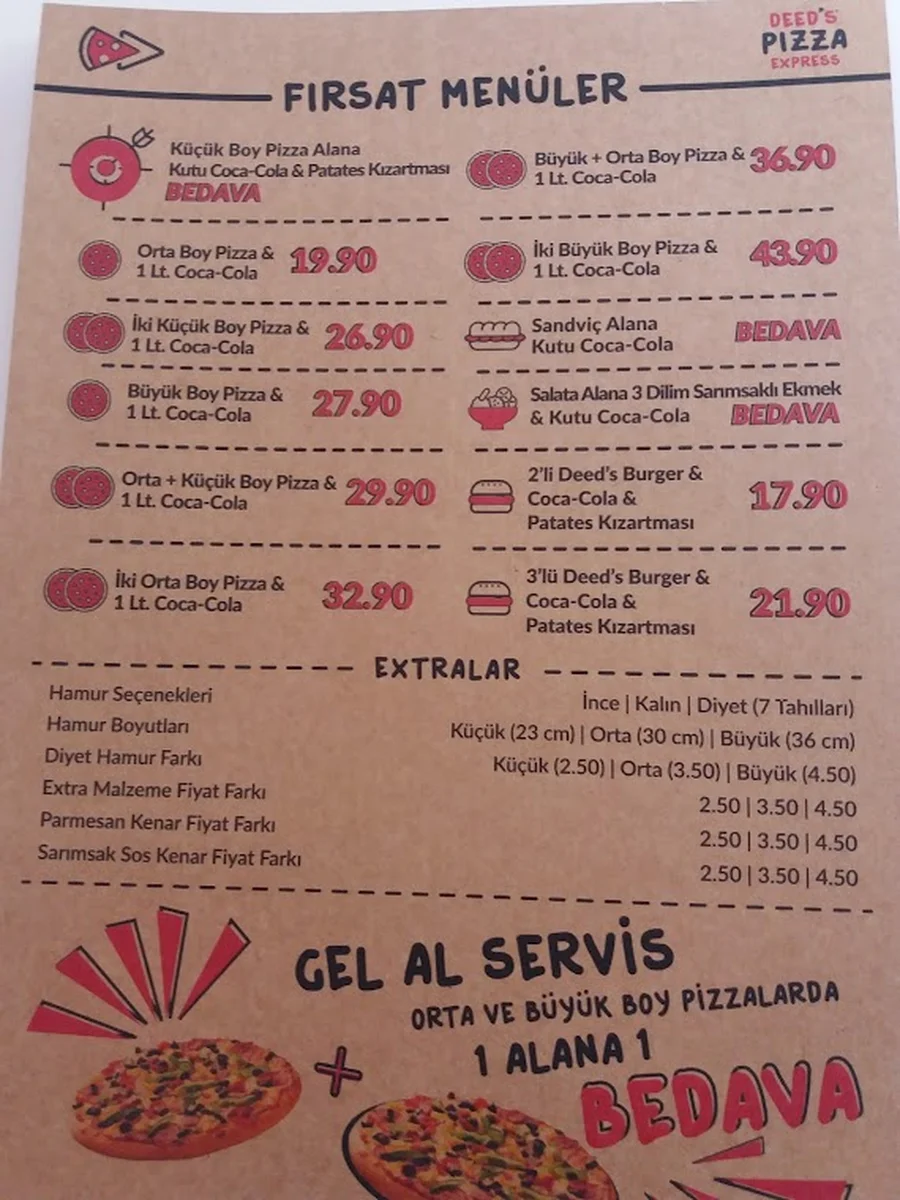 DEED'S
PIZZA
EXPRESS
FIRSAT MENÜLER
Küçük Boy Pizza Alana
Kutu Coca-Cola & Patates Kızartması
BEDAVA
Orta Boy Pizza &
1 Lt. Coca-Cola
19.90
İki Küçük Boy Pizza &
1 Lt. Coca-Cola
26.90
Büyük Boy Pizza &
1 Lt. Coca-Cola
27.90
Orta + Küçük Boy Pizza &
1 Lt. Coca-Cola
29.90
İki Orta Boy Pizza &
1 Lt. Coca-Cola
32.90
Büyük + Orta Boy Pizza &
1 Lt. Coca-Cola
36.90
İki Büyük Boy Pizza &
1 Lt. Coca-Cola
43.90
Sandviç Alana
Kutu Coca-Cola
BEDAVA
Salata Alana 3 Dilim Sarımsaklı Ekmek
& Kutu Coca-Cola
BEDAVA
2'li Deed's Burger &
Coca-Cola &
Patates Kızartması
17.90
3'lü Deed's Burger &
Coca-Cola &
Patates Kızartması
21.90
EXTRALAR
Hamur Seçenekleri İnce | Kalın | Diyet (7 Tahıllları)
Hamur Boyutları Küçük (23 cm) | Orta (30 cm) | Büyük (36 cm)
Diyet Hamur Farkı Küçük (2.50) | Orta (3.50) | Büyük (4.50)
Extra Malzeme Fiyat Farkı 2.50 | 3.50 | 4.50
Parmesan Kenar Fiyat Farkı 2.50 | 3.50 | 4.50
Sarımsak Sos Kenar Fiyat Farkı 2.50 | 3.50 | 4.50
GEL AL SERVİS
ORTA VE BÜYÜK BOY PİZZALARDA
1 ALANA 1
BEDAVA